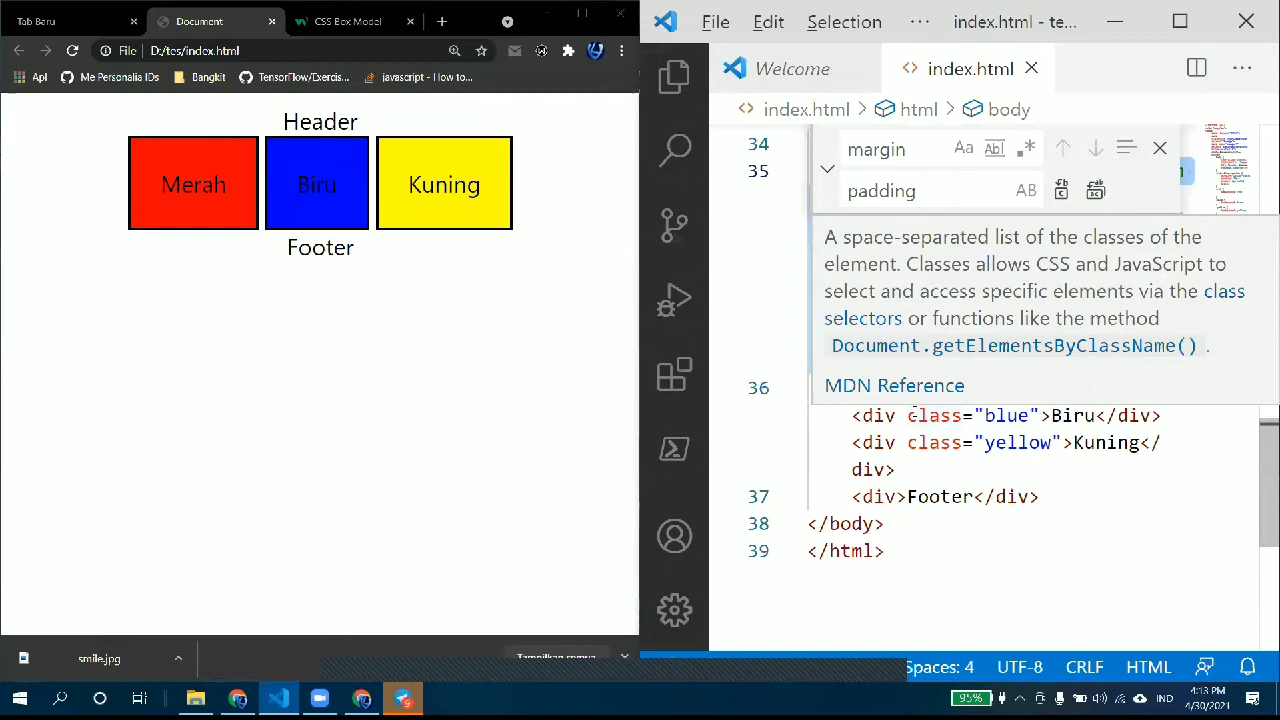 Tab Baru
Document
CSS Box Model
File
D:/tes/index.html
Apl
Me Personalia IDs
Bangkit
TensorFlow/Exercis...
javascript - How to...
Header
Merah
Biru
Kuning
Footer
smile.jpg
File Edit Selection ··· index.html - te...
Welcome
index.html
index.html > html > body
34
35
margin
Aa Abl .*
padding
AB
A space-separated list of the classes of the
element. Classes allows CSS and JavaScript to
select and access specific elements via the class
selectors or functions like the method
Document.getElementsByClassName() .
MDN Reference
36
<div class="blue">Biru</div>
<div class="yellow">Kuning</
div>
37 <div>Footer</div>
38 </body>
39 </html>
Spaces: 4 UTF-8 CRLF HTML
95%
IND
4:13 PM
4/30/2021
9